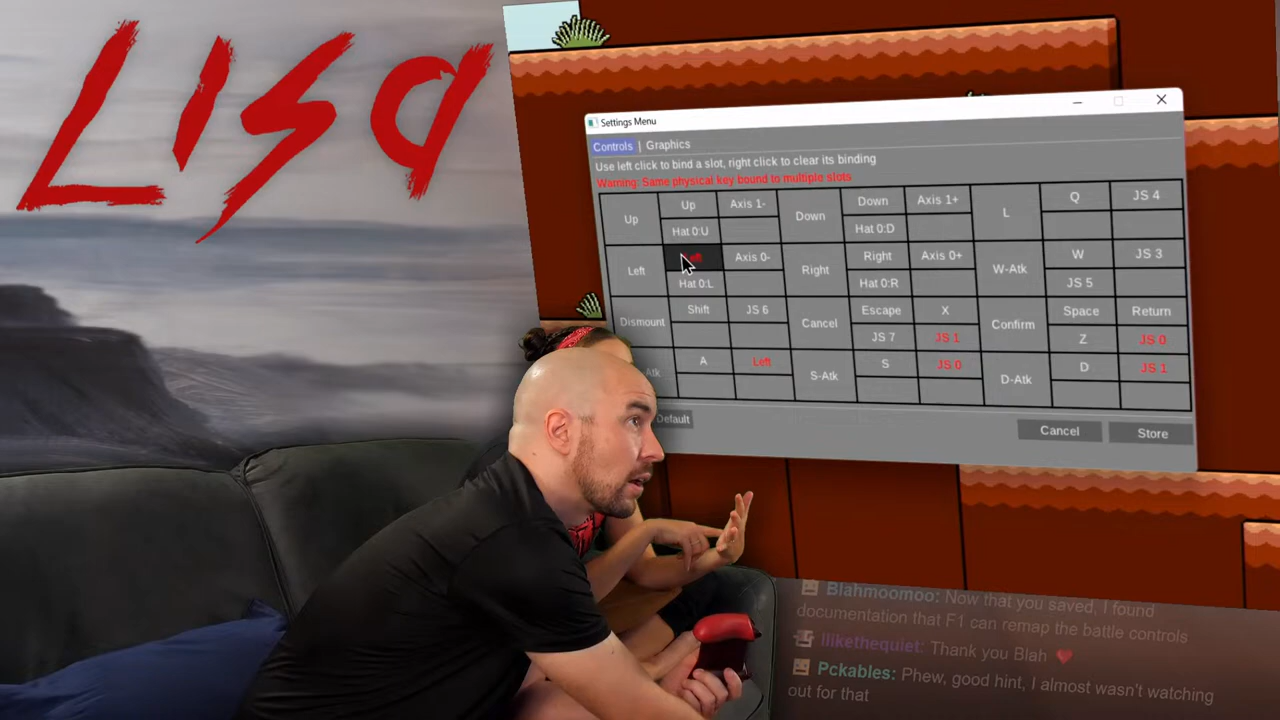 LISA
Settings Menu
Controls | Graphics
Use left click to bind a slot, right click to clear its binding
Warning: Same physical key bound to multiple slots
Up Up Axis 1- Down Down Axis 1+ L Q JS 4
Hat 0:U Hat 0:D
Left Left Axis 0- Right Right Axis 0+ W-Atk W JS 3
Hat 0:L Hat 0:R JS 5
Dismount Shift JS 6 Cancel Escape X Confirm Space Return
JS 7 JS 1 Z JS 0
Atk A Left S-Atk S JS 0 D-Atk D JS 1
Default Cancel Store
Blahmoomoo: Now that you saved, I found
documentation that F1 can remap the battle controls
Ilikethequiet: Thank you Blah
Pckables: Phew, good hint, I almost wasn't watching
out for that